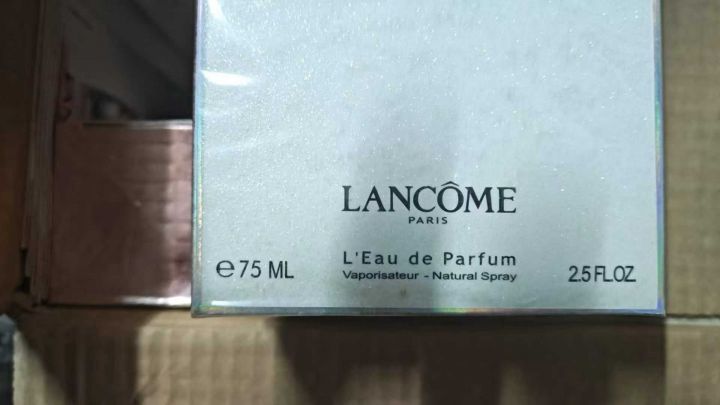 LANCÔME
PARIS
L'Eau de Parfum
Vaporisateur - Natural Spray
℮75 ML
2.5 FL.OZ